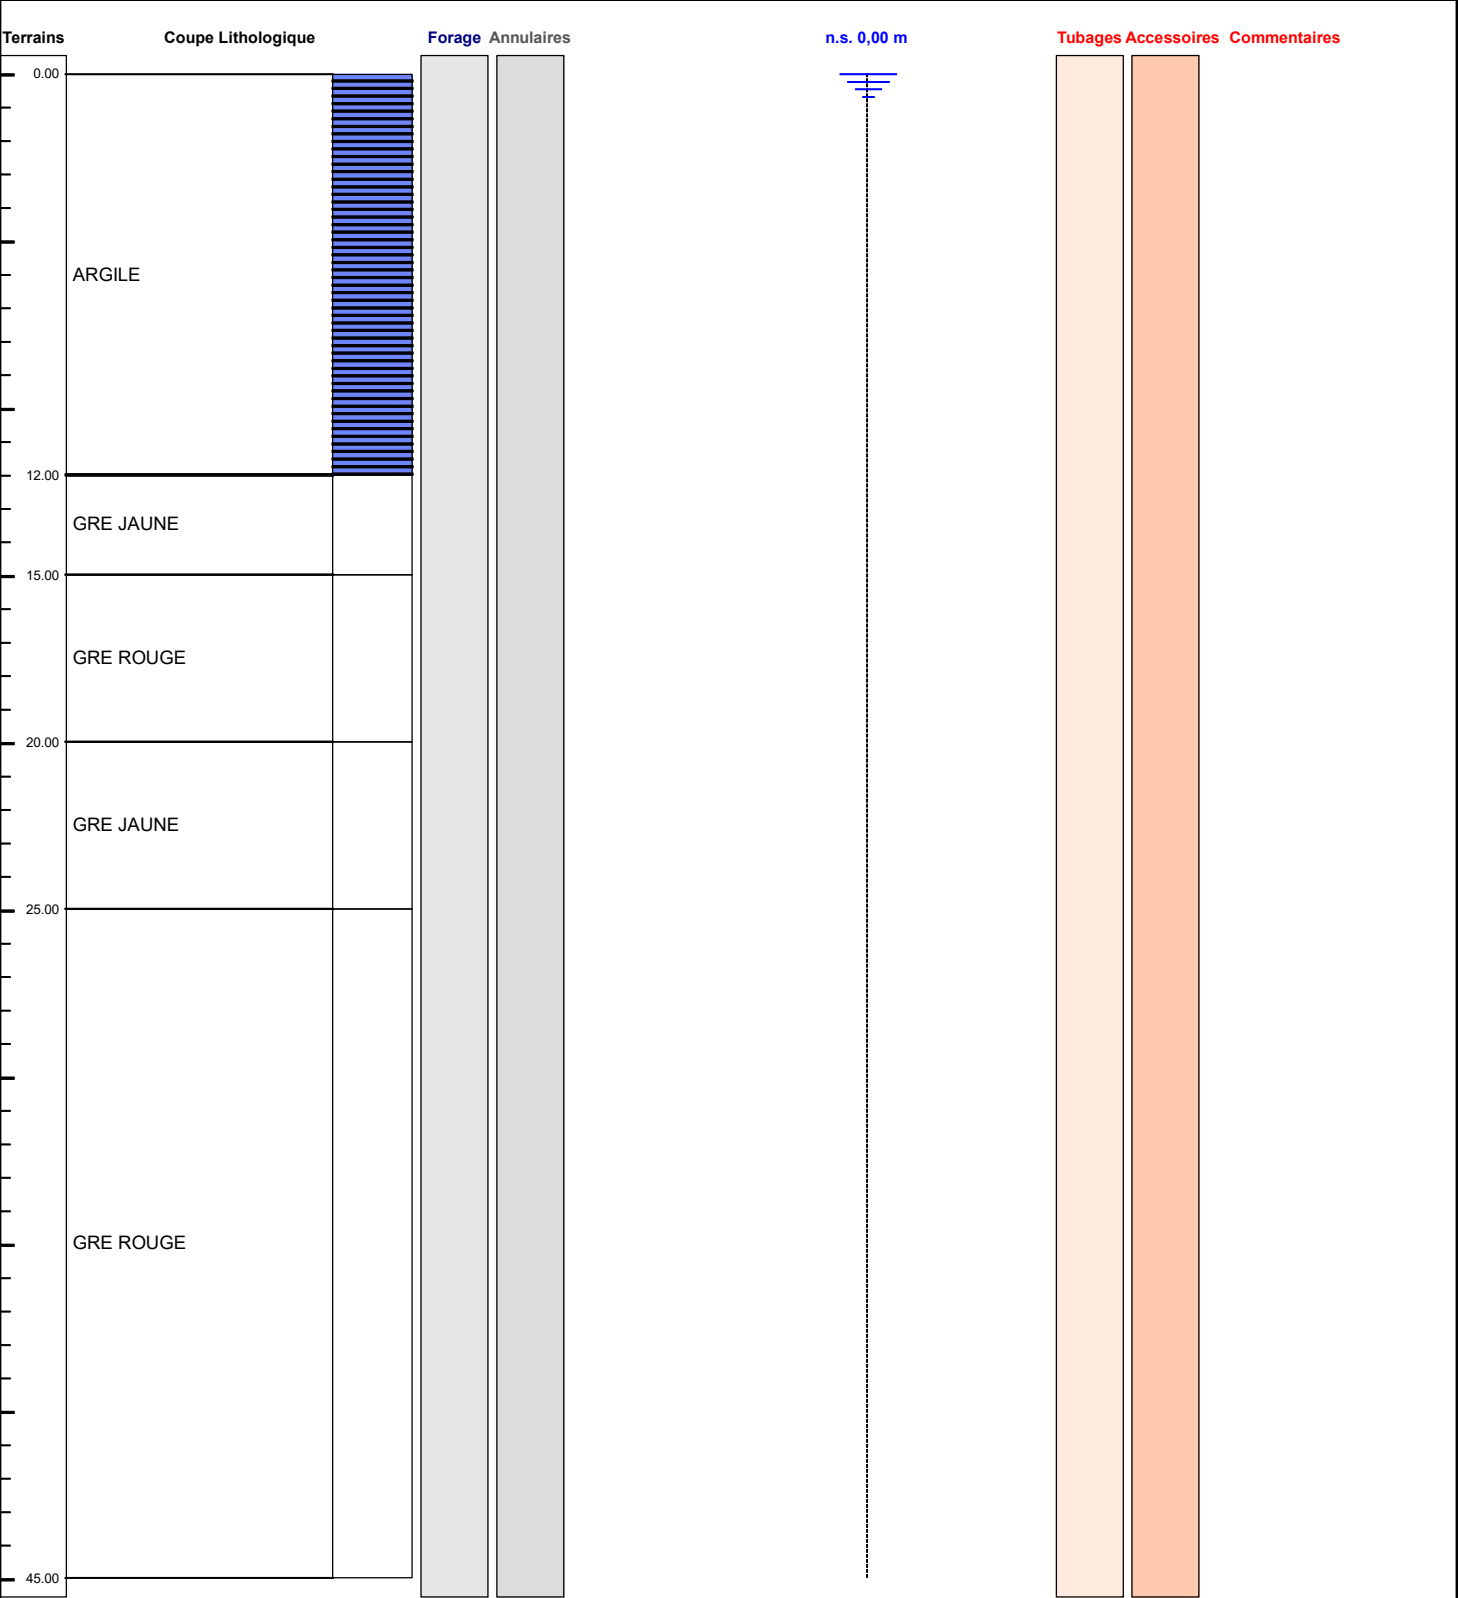 Terrains Coupe Lithologique Forage Annulaires n.s. 0,00 m Tubages Accessoires Commentaires
0.00
ARGILE
12.00
GRE JAUNE
15.00
GRE ROUGE
20.00
GRE JAUNE
25.00
GRE ROUGE
45.00